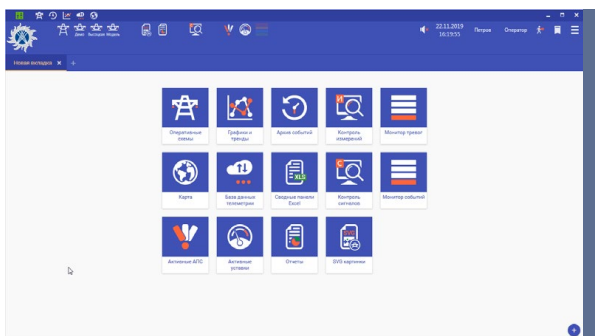 22.11.2019
16:19:55
Петров
Оператор
Новая вкладка
Оперативные
схемы
Графики и
тренды
Архив событий
Контроль
измерений
Монитор тревог
Карта
База данных
телеметрии
XLS
Сводные панели
Excel
Контроль
сигналов
Монитор событий
Активные АПС
Активные
уставки
Отчеты
SVG
SVG картинки